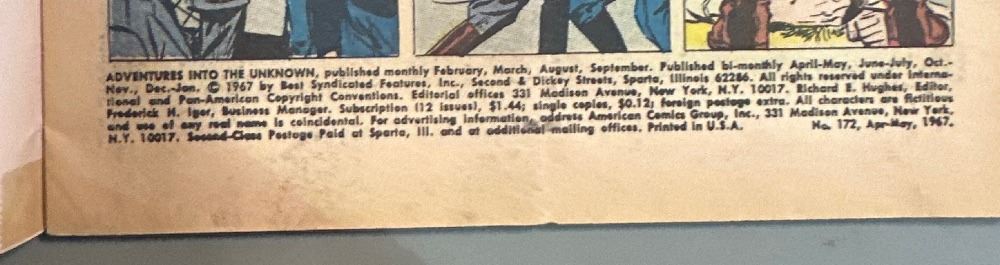 ADVENTURES INTO THE UNKNOWN, published monthly February, March, August, September. Published bi-monthly April-May, June-July, Oct.-
Nov., Dec.-Jan. © 1967 by Best Syndicated Features, Inc., Second & Dickey Streets, Sparta, Illinois 62286. All rights reserved under Interna-
tional and Pan-American Copyright Conventions. Editorial offices 331 Madison Avenue, New York, N.Y. 10017. Richard E. Hughes, Editor,
Frederick H. Iger, Business Manager. Subscription (12 issues), $1.44; single copies, $0.12; foreign postage extra. All characters are fictitious
and use of any real name is coincidental. For advertising information, address American Comics Group, Inc., 331 Madison Avenue, New York,
N.Y. 10017. Second-Class Postage Paid at Sparta, Ill. and at additional mailing offices. Printed in U.S.A. No. 172, Apr-May, 1967.